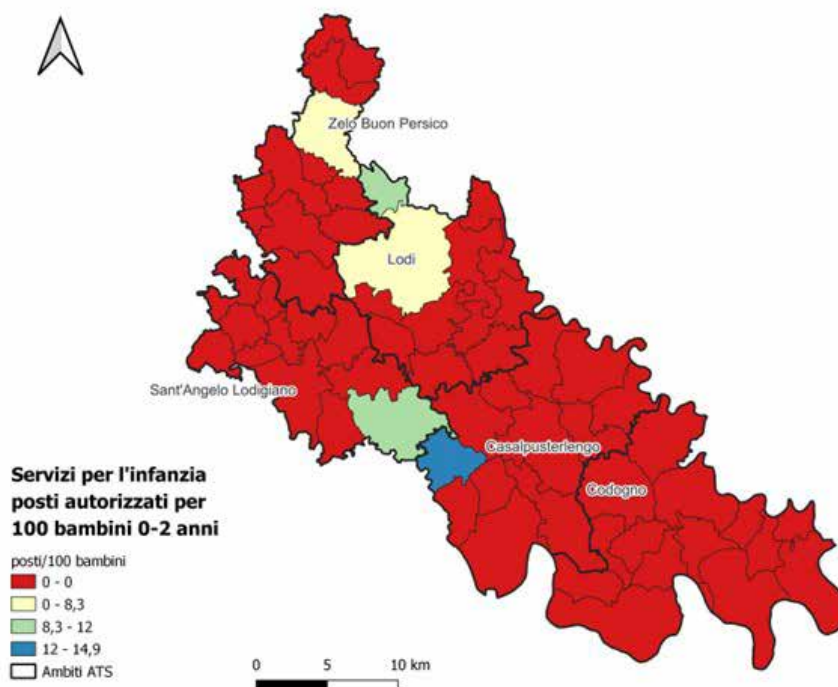 Zelo Buon Persico
Lodi
Sant'Angelo Lodigiano
Casalpusterlengo
Codogno
Servizi per l'infanzia
posti autorizzati per
100 bambini 0-2 anni
posti/100 bambini
0 - 0
0 - 8,3
8,3 - 12
12 - 14,9
Ambiti ATS
0 5 10 km